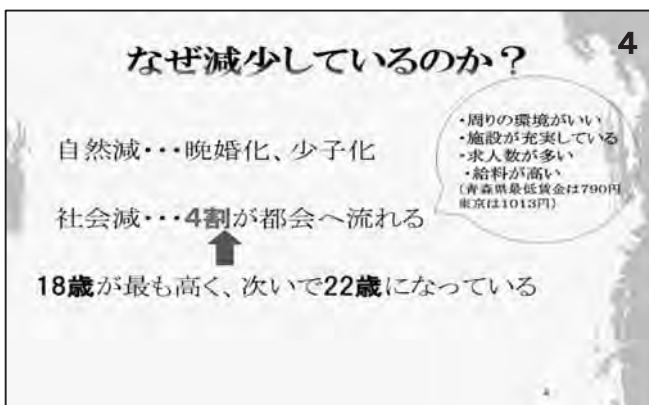 4
なぜ減少しているのか?
・周りの環境がいい
・施設が充実している
・求人数が多い
・給料が高い
(青森県最低賃金は790円
東京は1013円)
自然減・・・晩婚化、少子化
社会減・・・4割が都会へ流れる
18歳が最も高く、次いで22歳になっている